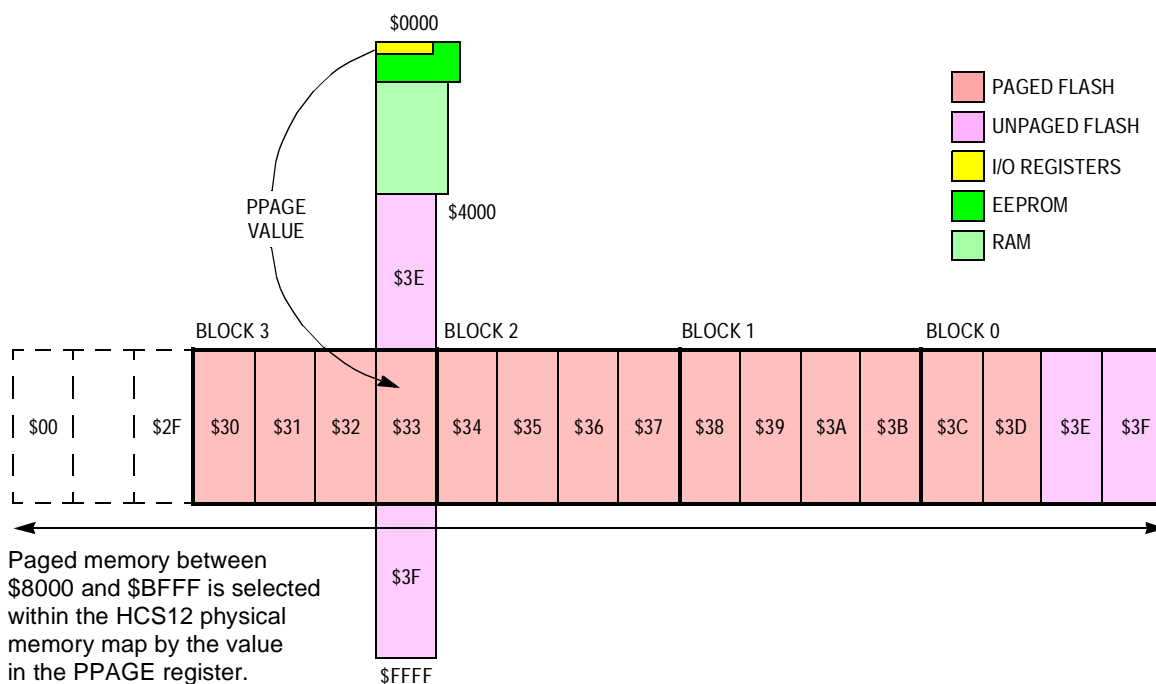 $0000
PAGED FLASH
UNPAGED FLASH
I/O REGISTERS
EEPROM
RAM
PPAGE
VALUE
$4000
$3E
BLOCK 3
BLOCK 2
BLOCK 1
BLOCK 0
$00 $2F $30 $31 $32 $33 $34 $35 $36 $37 $38 $39 $3A $3B $3C $3D $3E $3F
Paged memory between
$8000 and $BFFF is selected
within the HCS12 physical
memory map by the value
in the PPAGE register.
$3F
$FFFF